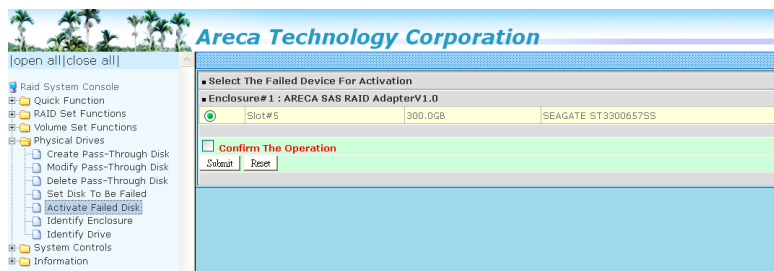 Areca Technology Corporation
|open all|close all|
Raid System Console
Quick Function
RAID Set Functions
Volume Set Functions
Physical Drives
Create Pass-Through Disk
Modify Pass-Through Disk
Delete Pass-Through Disk
Set Disk To Be Failed
Activate Failed Disk
Identify Enclosure
Identify Drive
System Controls
Information
Select The Failed Device For Activation
Enclosure#1 : ARECA SAS RAID AdapterV1.0
Slot#5 300.0GB SEAGATE ST3300657SS
Confirm The Operation
Submit Reset